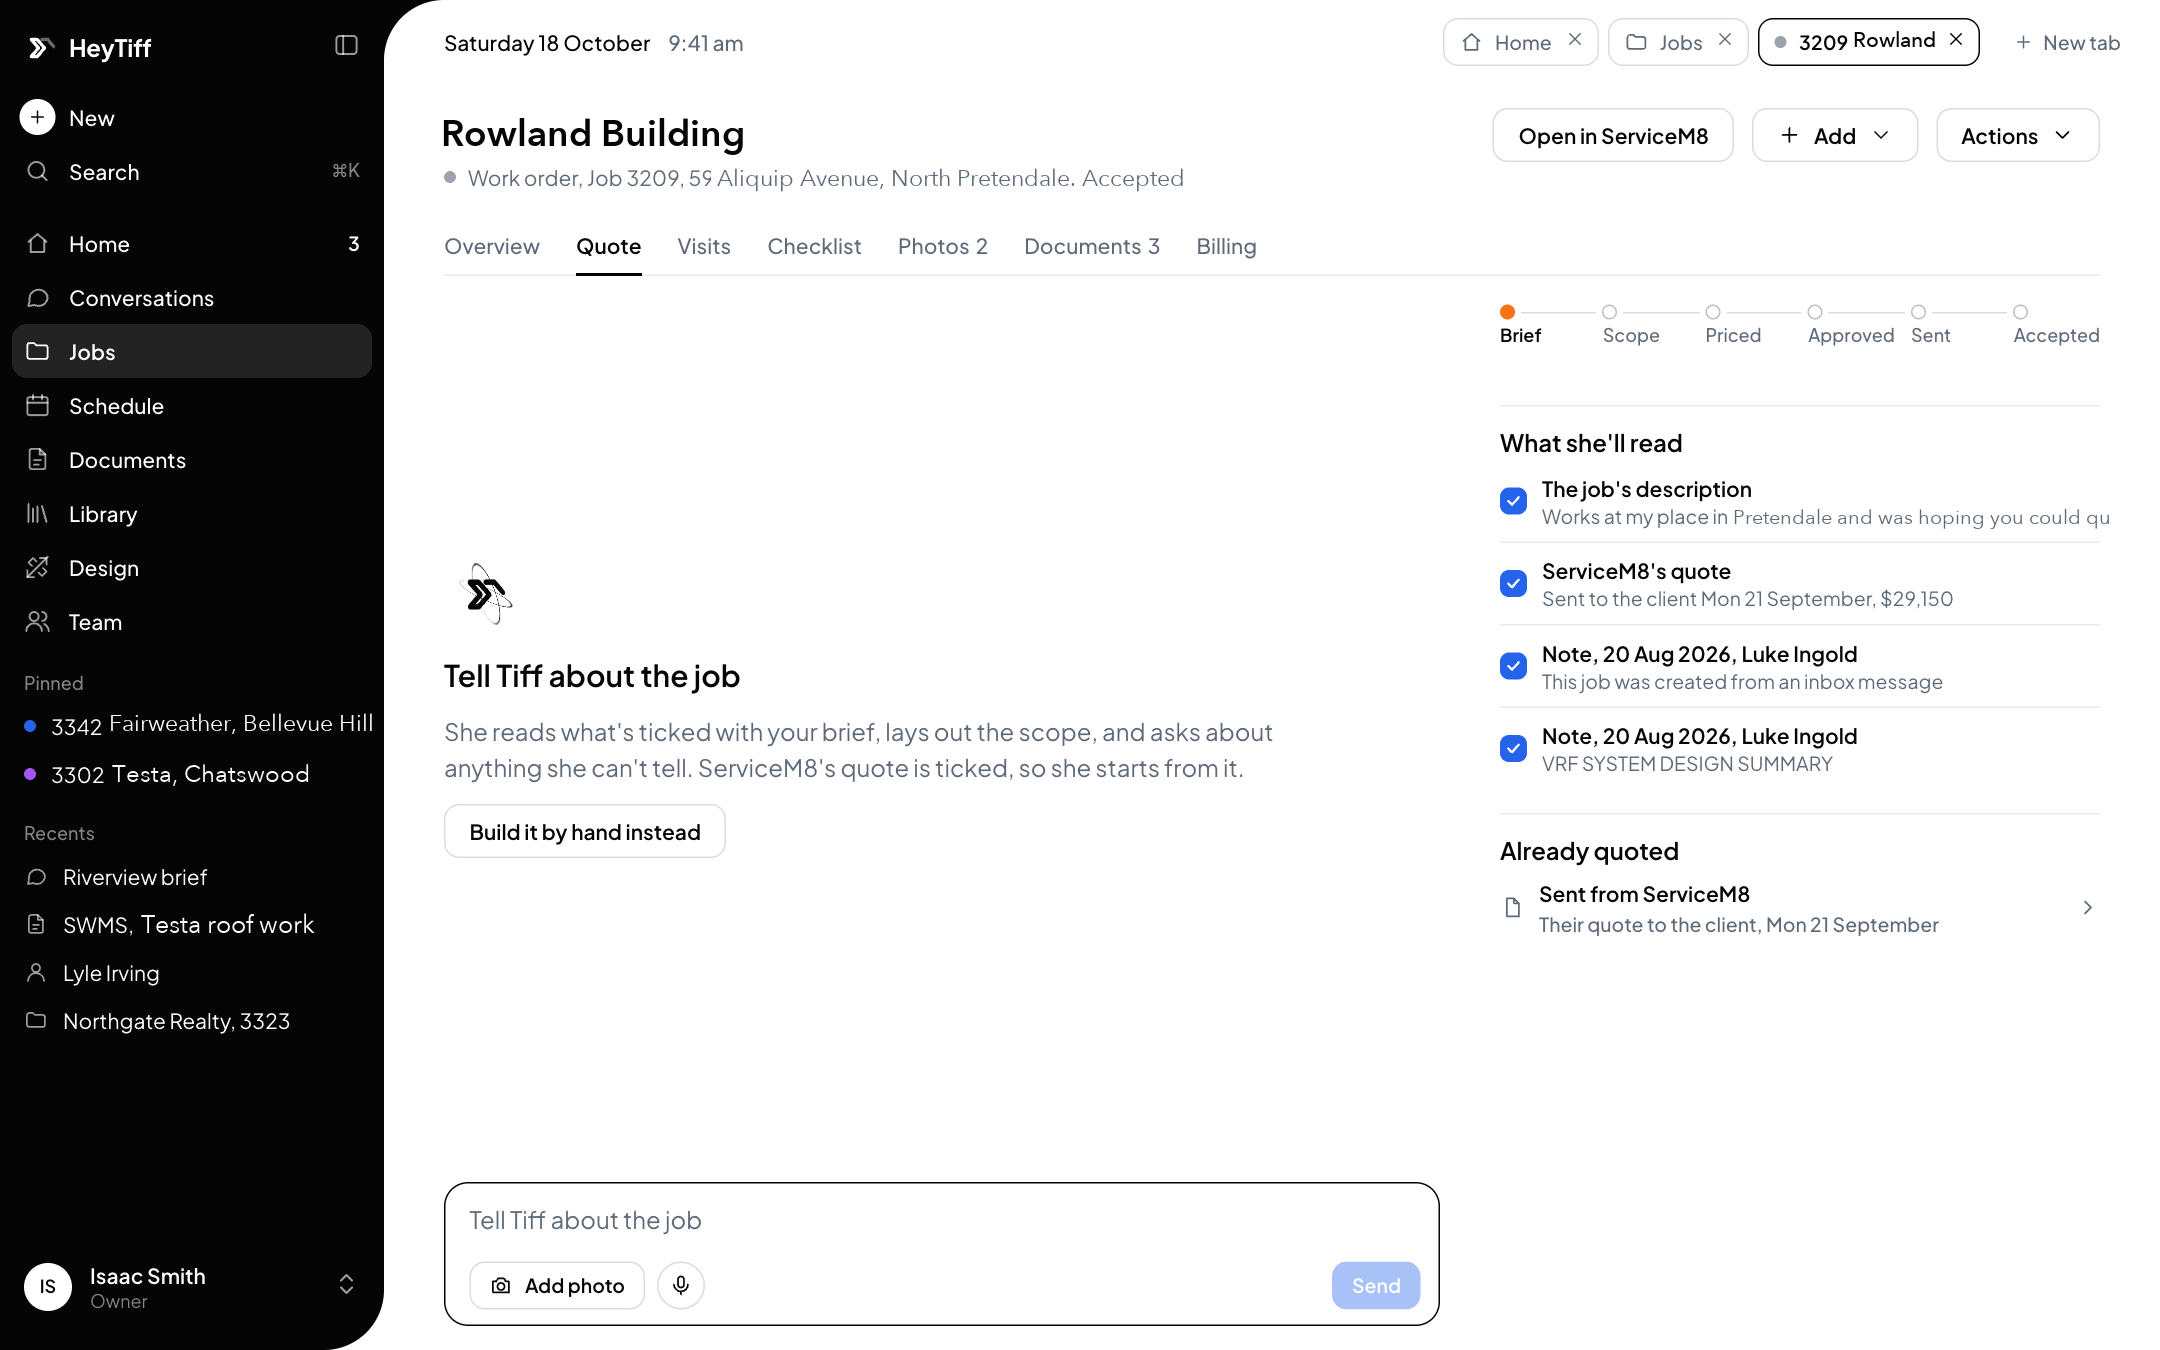 HeyTiff
New
Search ⌘K
Home 3
Conversations
Jobs
Schedule
Documents
Library
Design
Team
Pinned
3342 Fairweather, Bellevue Hill
3302 Testa, Chatswood
Recents
Riverview brief
SWMS, Testa roof work
Lyle Irving
Northgate Realty, 3323
IS
Isaac Smith
Owner
Saturday 18 October 9:41 am
Home
Jobs
3209 Rowland
New tab
Rowland Building
Work order, Job 3209, 59 Aliquip Avenue, North Pretendale. Accepted
Open in ServiceM8
Add
Actions
Overview Quote Visits Checklist Photos 2 Documents 3 Billing
Tell Tiff about the job
She reads what's ticked with your brief, lays out the scope, and asks about
anything she can't tell. ServiceM8's quote is ticked, so she starts from it.
Build it by hand instead
Tell Tiff about the job
Add photo
Send
Brief Scope Priced Approved Sent Accepted
What she'll read
The job's description
Works at my place in Pretendale and was hoping you could qu
ServiceM8's quote
Sent to the client Mon 21 September, $29,150
Note, 20 Aug 2026, Luke Ingold
This job was created from an inbox message
Note, 20 Aug 2026, Luke Ingold
VRF SYSTEM DESIGN SUMMARY
Already quoted
Sent from ServiceM8
Their quote to the client, Mon 21 September